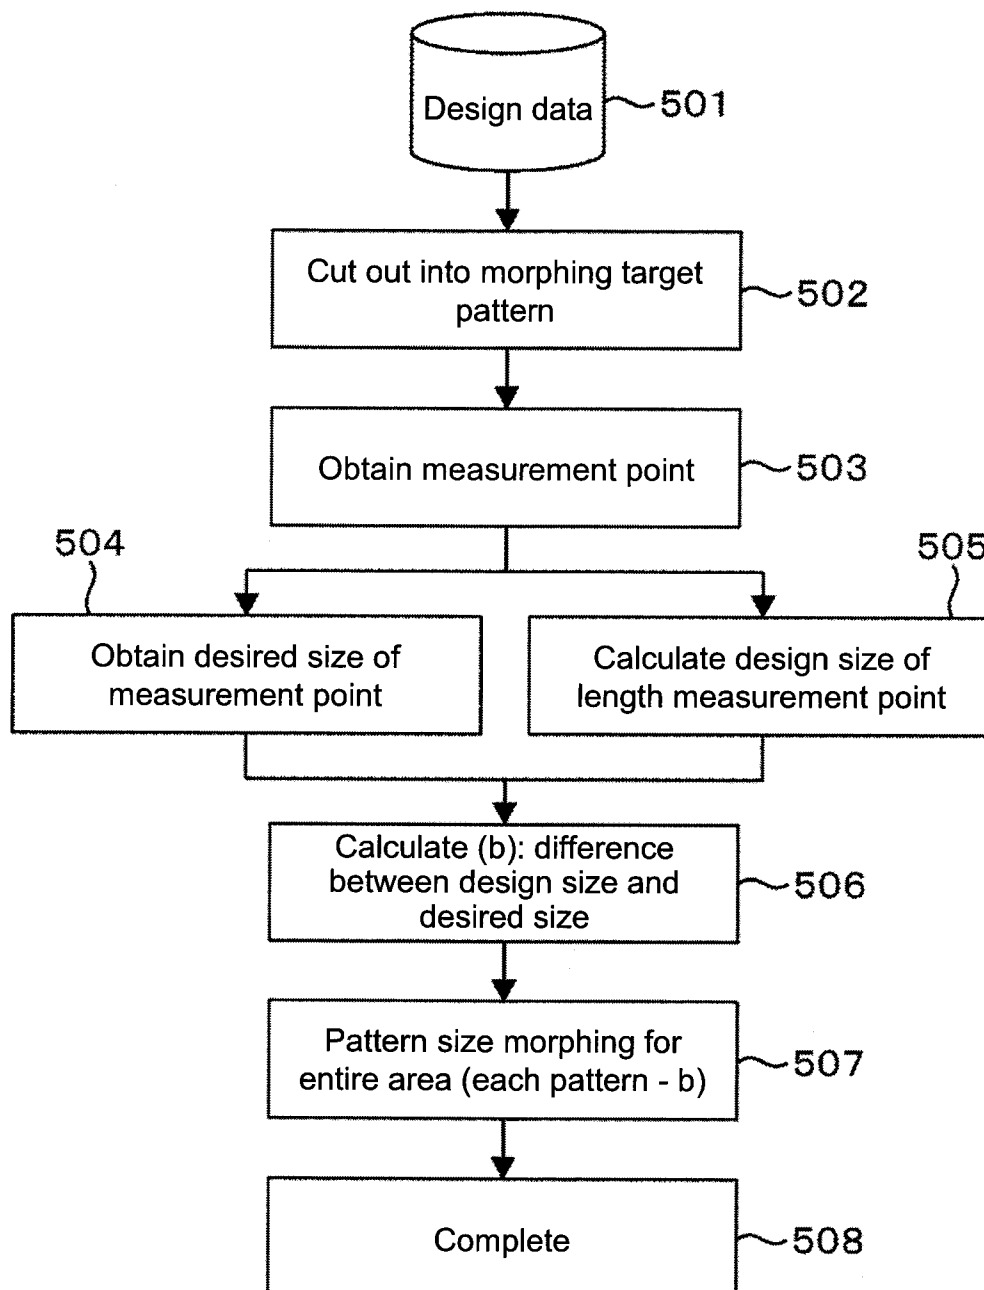 Design data
501
Cut out into morphing target
pattern
502
Obtain measurement point
503
504
505
Obtain desired size of
measurement point
Calculate design size of
length measurement point
Calculate (b): difference
between design size and
desired size
506
Pattern size morphing for
entire area (each pattern - b)
507
Complete
508